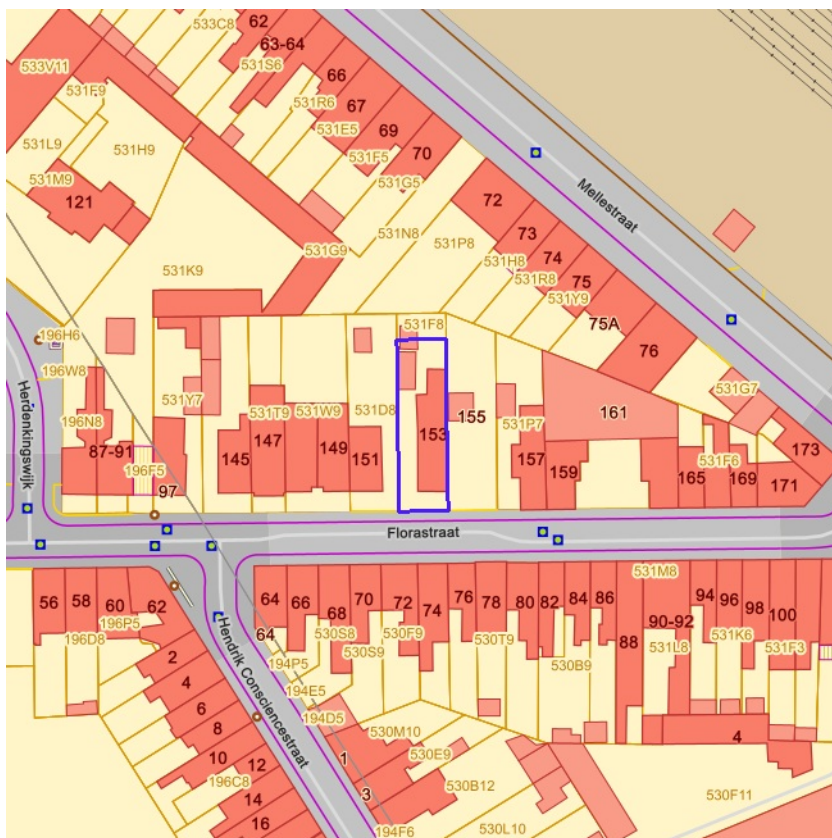 533C8
62
63-64
531S6
533V11
531F9
66
531R6
67
531E5
69
531F5
70
531G5
531L9
531H9
531M9
121
531N8
531P8
72
73
531H8
74
531R8
75
531Y9
75A
76
Mellestraat
531G9
531K9
196H6
196W8
Herdenkingswijk
196N8
87-91
196F5
97
531Y7
145
147
531T9
531W9
149
151
531D8
531F8
153
155
531P7
157
159
161
165
531F6
169
171
173
531G7
Florastraat
56
58
60
62
196P5
196D8
2
4
6
8
10
12
196C8
14
16
Hendrik Consciencestraat
64
64
66
68
70
72
74
76
78
80
82
84
86
88
90-92
94
96
98
100
531M8
530S8
530S9
530F9
530T9
530B9
531L8
531K6
531F3
194P5
194E5
194D5
530M10
530E9
530B12
530L10
530F11
194F6
1
3
4